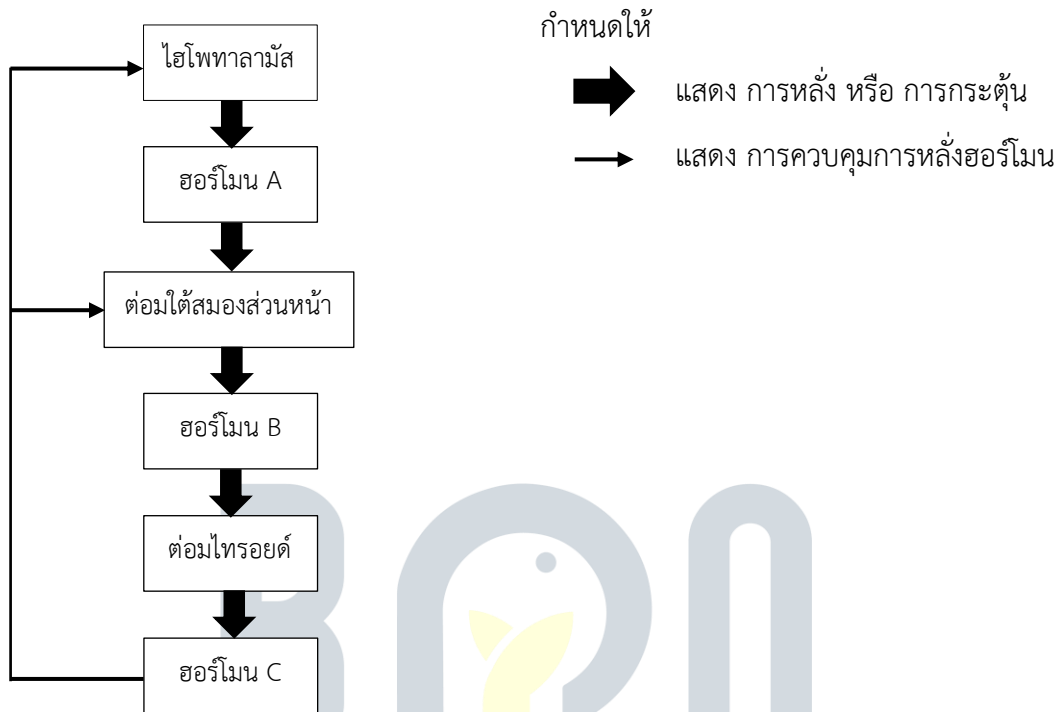 กำหนดให้
แสดง การหลั่ง หรือ การกระตุ้น
แสดง การควบคุมการหลั่งฮอร์โมน
ไฮโพทาลามัส
ฮอร์โมน A
ต่อมใต้สมองส่วนหน้า
ฮอร์โมน B
ต่อมไทรอยด์
ฮอร์โมน C